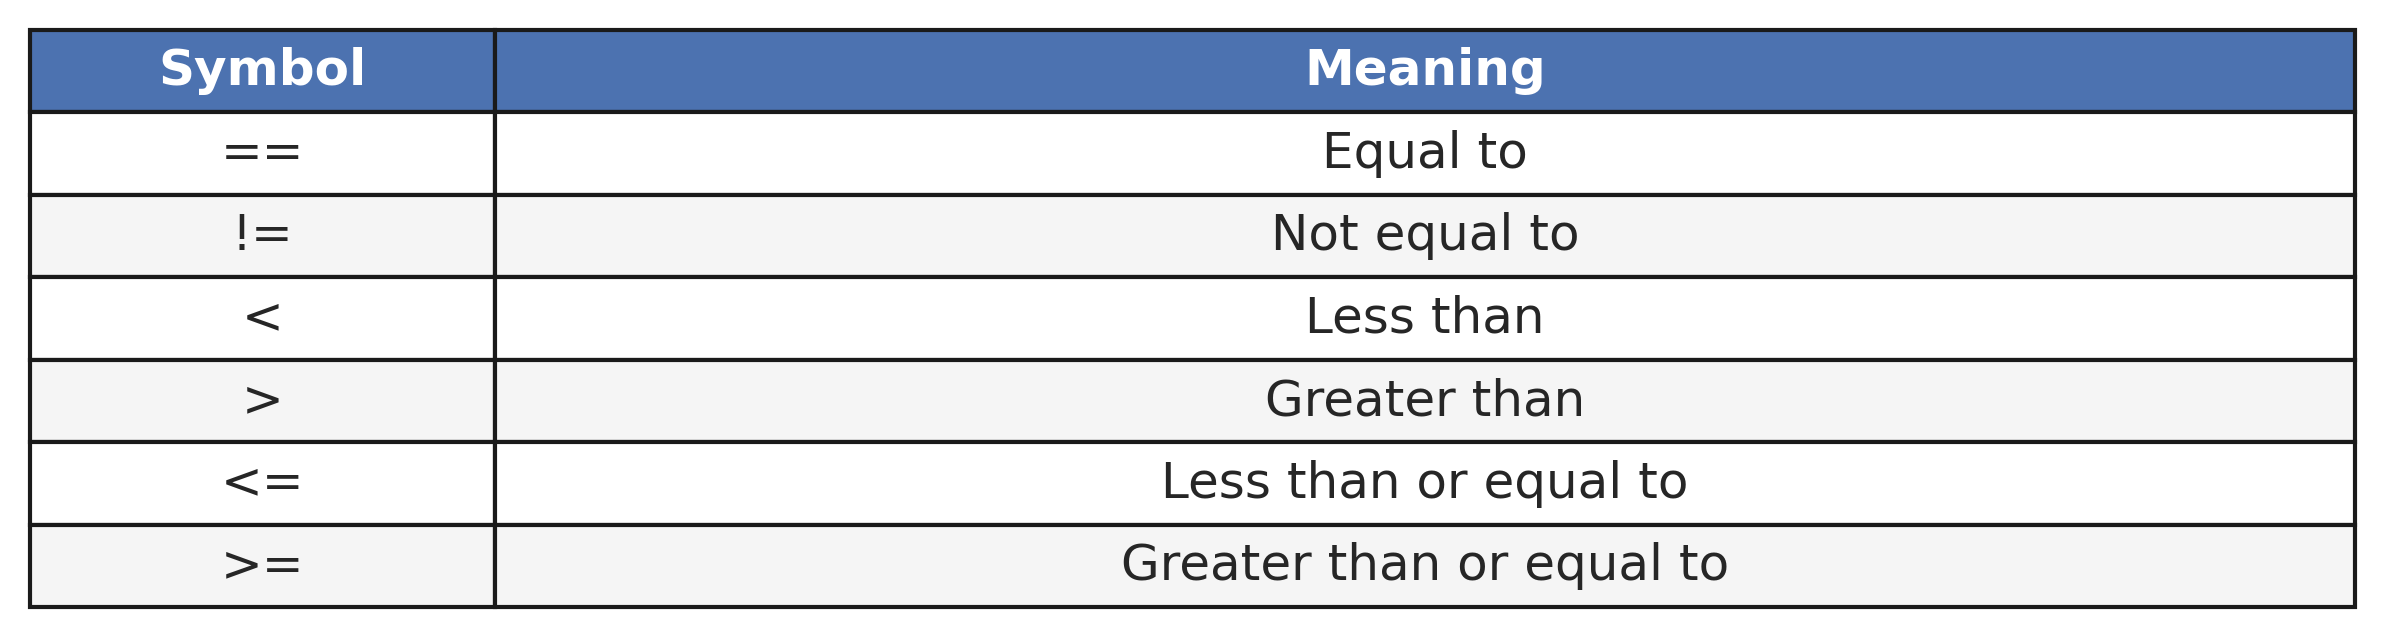 Symbol Meaning
== Equal to
!= Not equal to
< Less than
> Greater than
<= Less than or equal to
>= Greater than or equal to